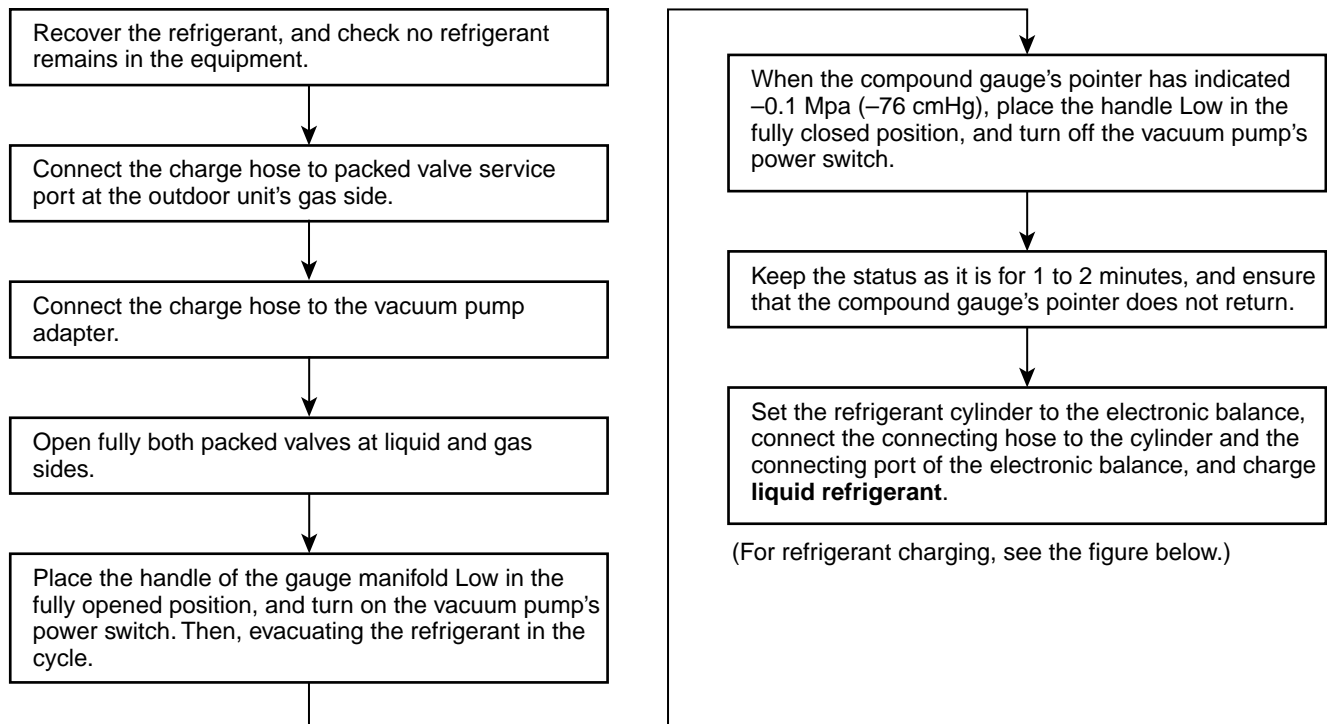 Recover the refrigerant, and check no refrigerant
remains in the equipment.
Connect the charge hose to packed valve service
port at the outdoor unit’s gas side.
Connect the charge hose to the vacuum pump
adapter.
Open fully both packed valves at liquid and gas
sides.
Place the handle of the gauge manifold Low in the
fully opened position, and turn on the vacuum pump’s
power switch. Then, evacuating the refrigerant in the
cycle.
When the compound gauge’s pointer has indicated
–0.1 Mpa (–76 cmHg), place the handle Low in the
fully closed position, and turn off the vacuum pump’s
power switch.
Keep the status as it is for 1 to 2 minutes, and ensure
that the compound gauge’s pointer does not return.
Set the refrigerant cylinder to the electronic balance,
connect the connecting hose to the cylinder and the
connecting port of the electronic balance, and charge
liquid refrigerant.
(For refrigerant charging, see the figure below.)